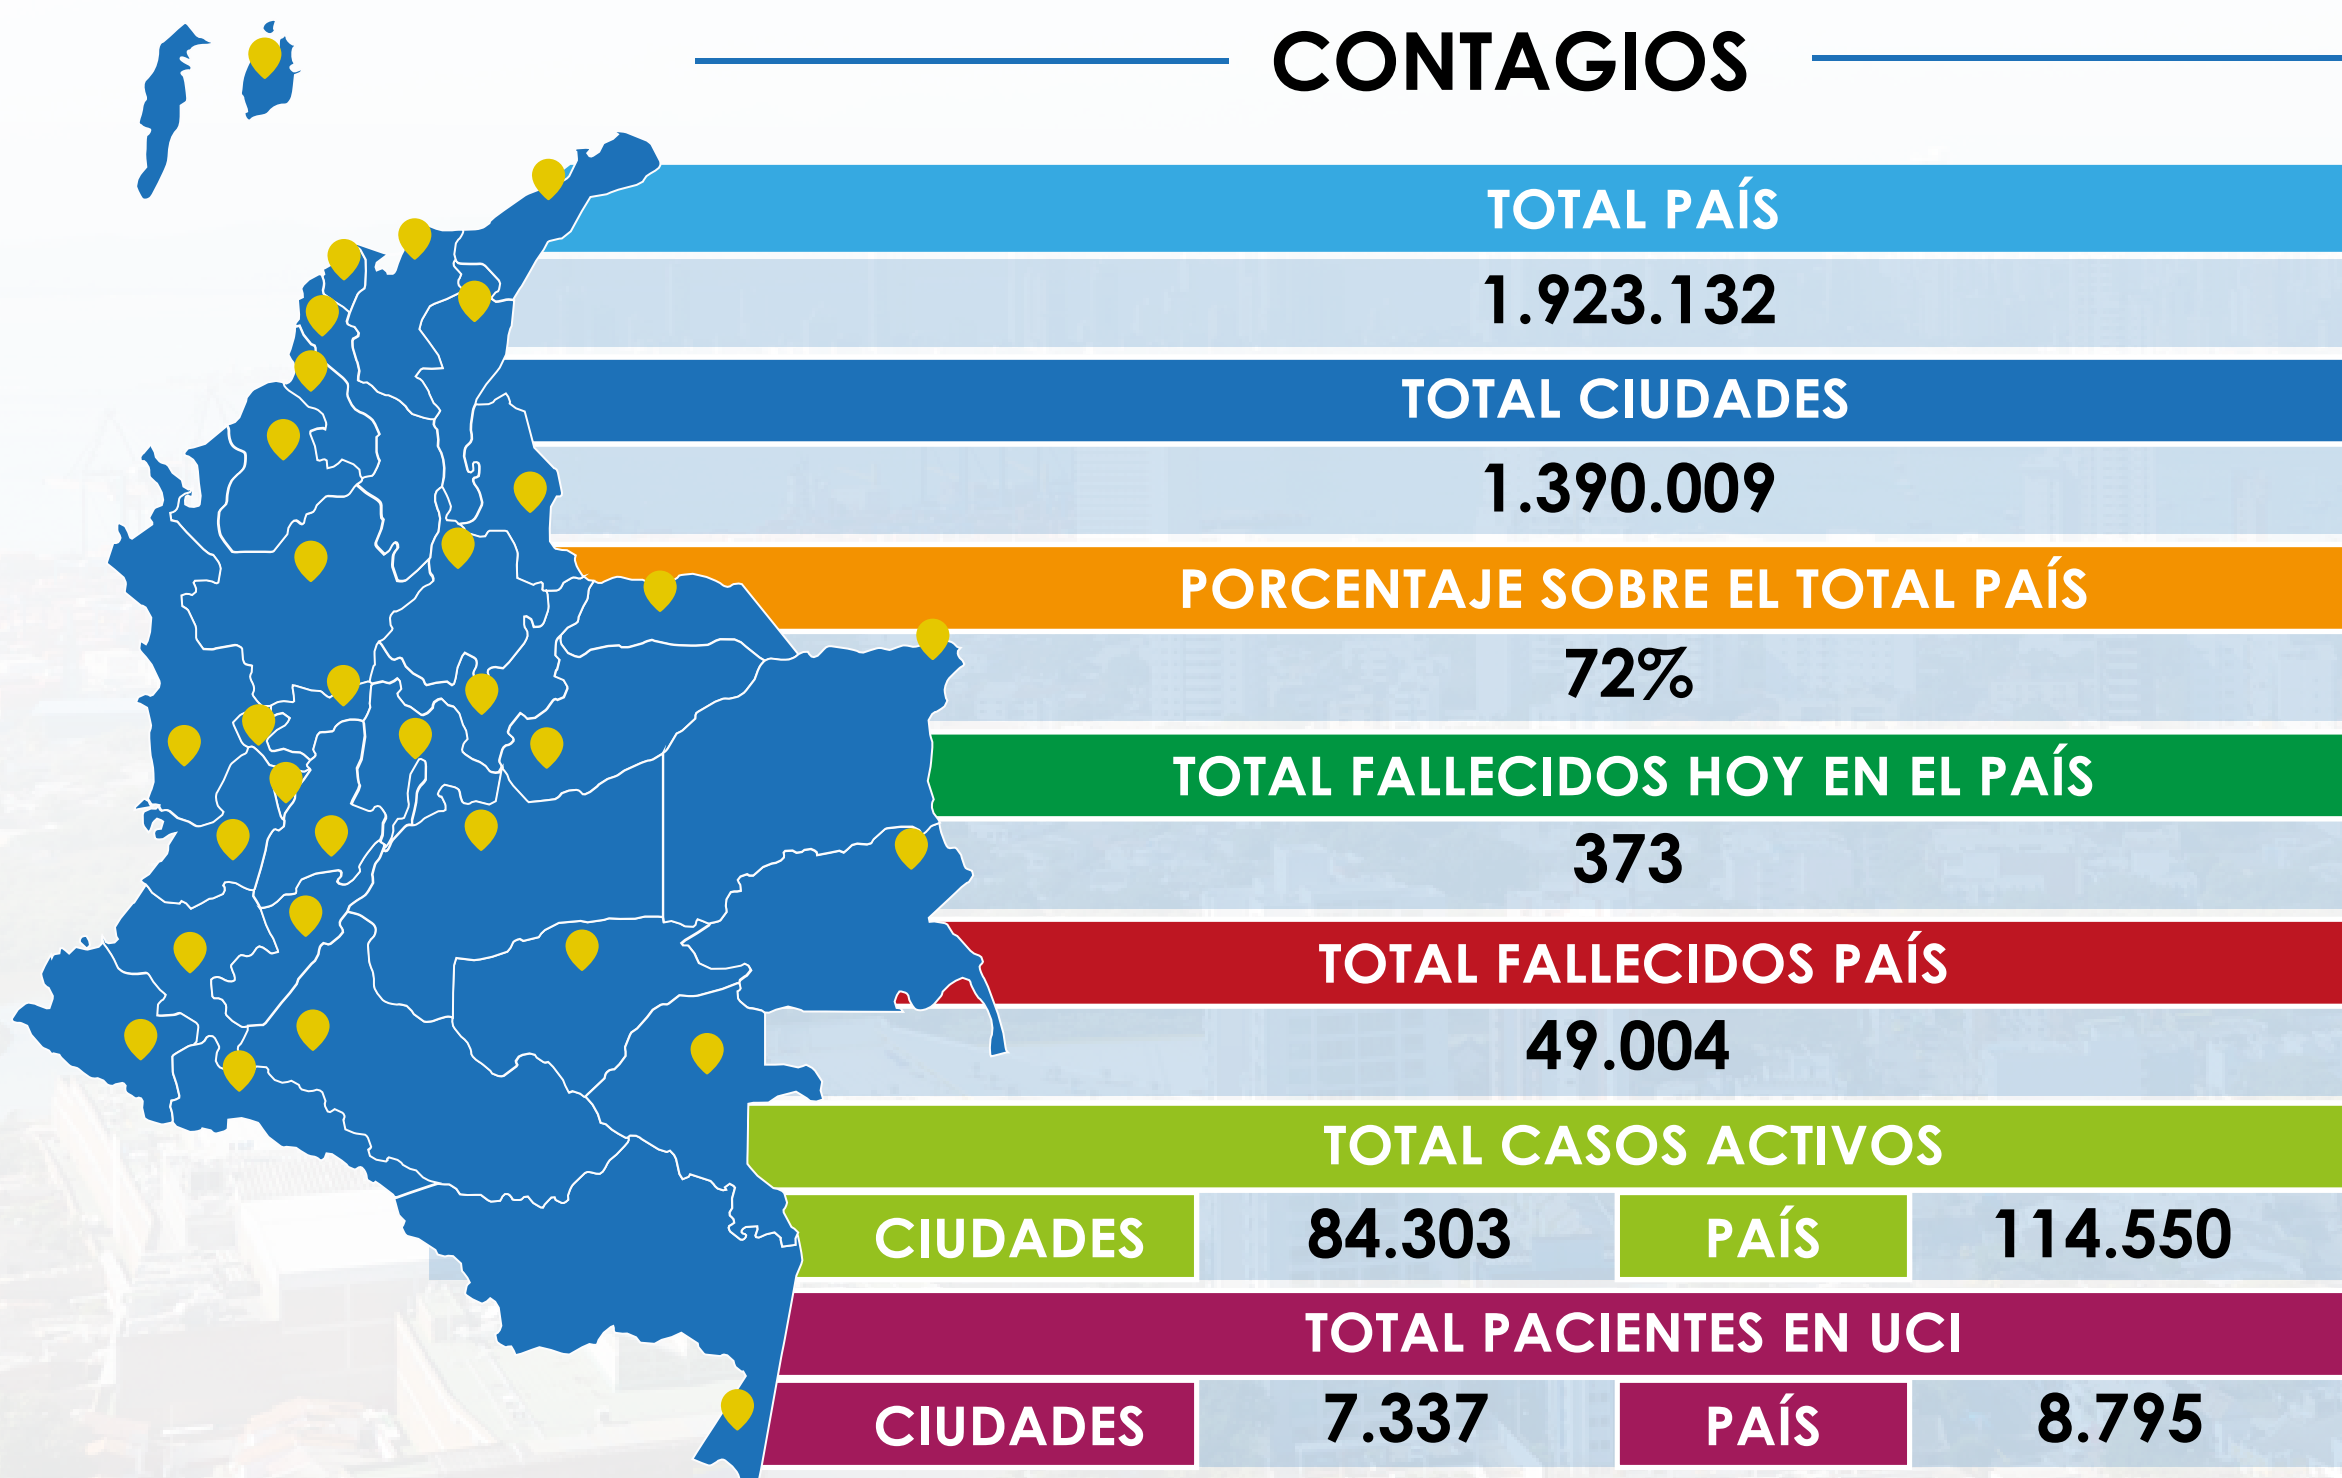 CONTAGIOS
TOTAL PAÍS
1.923.132
TOTAL CIUDADES
1.390.009
PORCENTAJE SOBRE EL TOTAL PAÍS
72%
TOTAL FALLECIDOS HOY EN EL PAÍS
373
TOTAL FALLECIDOS PAÍS
49.004
TOTAL CASOS ACTIVOS
CIUDADES 84.303 PAÍS 114.550
TOTAL PACIENTES EN UCI
CIUDADES 7.337 PAÍS 8.795